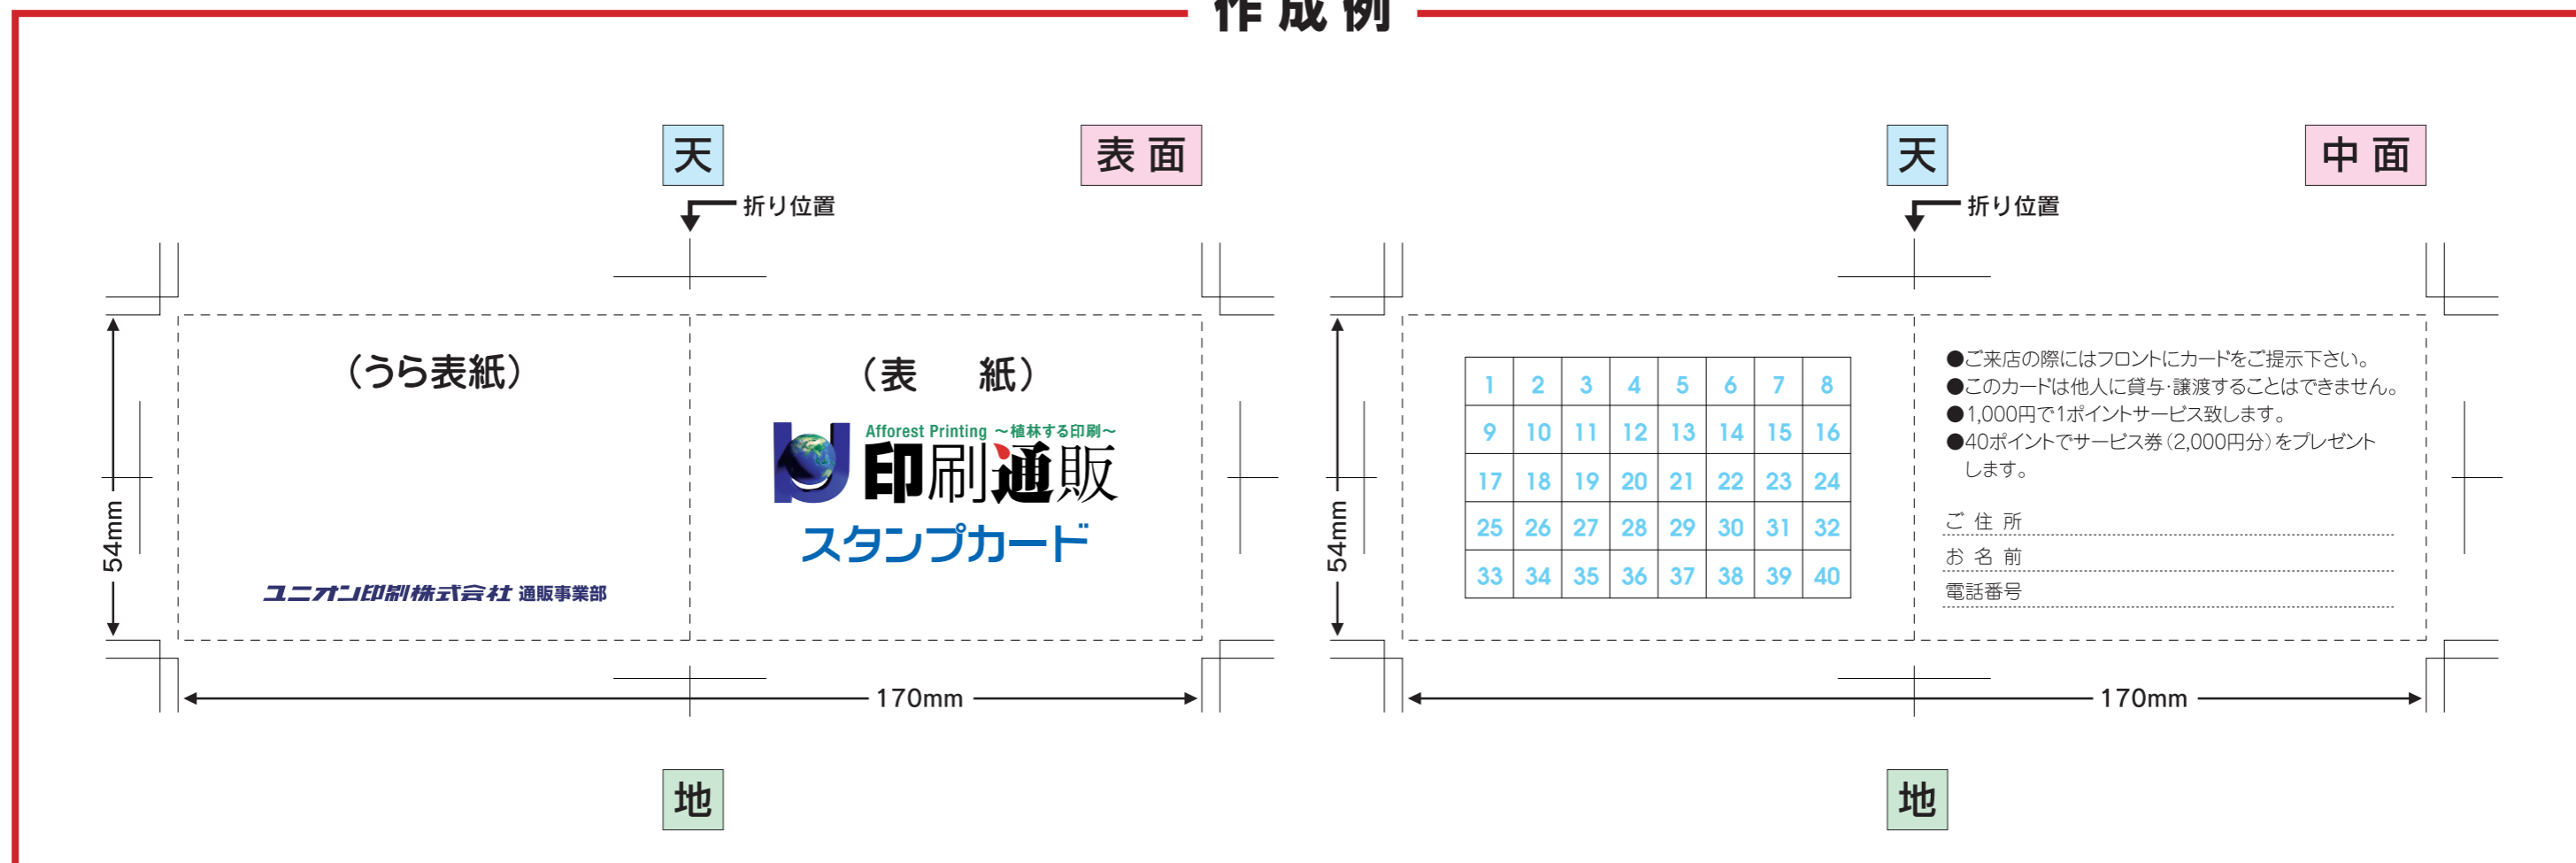 作成例
天
表面
折り位置
(うら表紙)
(表 紙)
Afforest Printing 〜植林する印刷〜
印刷通販
スタンプカード
ユニオン印刷株式会社 通販事業部
54mm
170mm
地
天
中面
折り位置
1 2 3 4 5 6 7 8
9 10 11 12 13 14 15 16
17 18 19 20 21 22 23 24
25 26 27 28 29 30 31 32
33 34 35 36 37 38 39 40
●ご来店の際にはフロントにカードをご提示下さい。
●このカードは他人に貸与・譲渡することはできません。
●1,000円で1ポイントサービス致します。
●40ポイントでサービス券(2,000円分)をプレゼント
します。
ご住所
お名前
電話番号
54mm
170mm
地